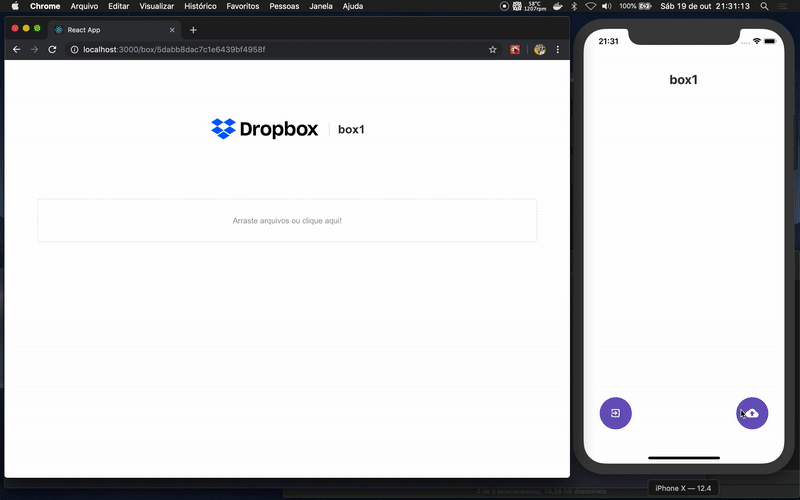 Chrome Arquivo Editar Visualizar Histórico Favoritos Pessoas Janela Ajuda
58°C
1207rpm
100%
Sáb 19 de out 21:31:13
React App
localhost:3000/box/5dabb8dac7c1e6439bf4958f
Dropbox
box1
Arraste arquivos ou clique aqui!
21:31
box1
iPhone X — 12.4